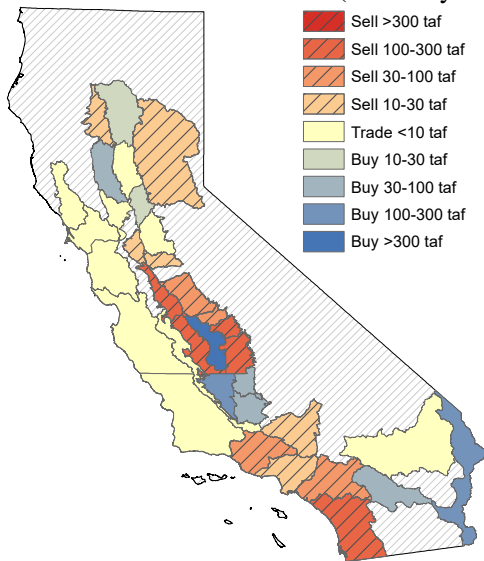 Sell >300 taf
Sell 100-300 taf
Sell 30-100 taf
Sell 10-30 taf
Trade <10 taf
Buy 10-30 taf
Buy 30-100 taf
Buy 100-300 taf
Buy >300 taf